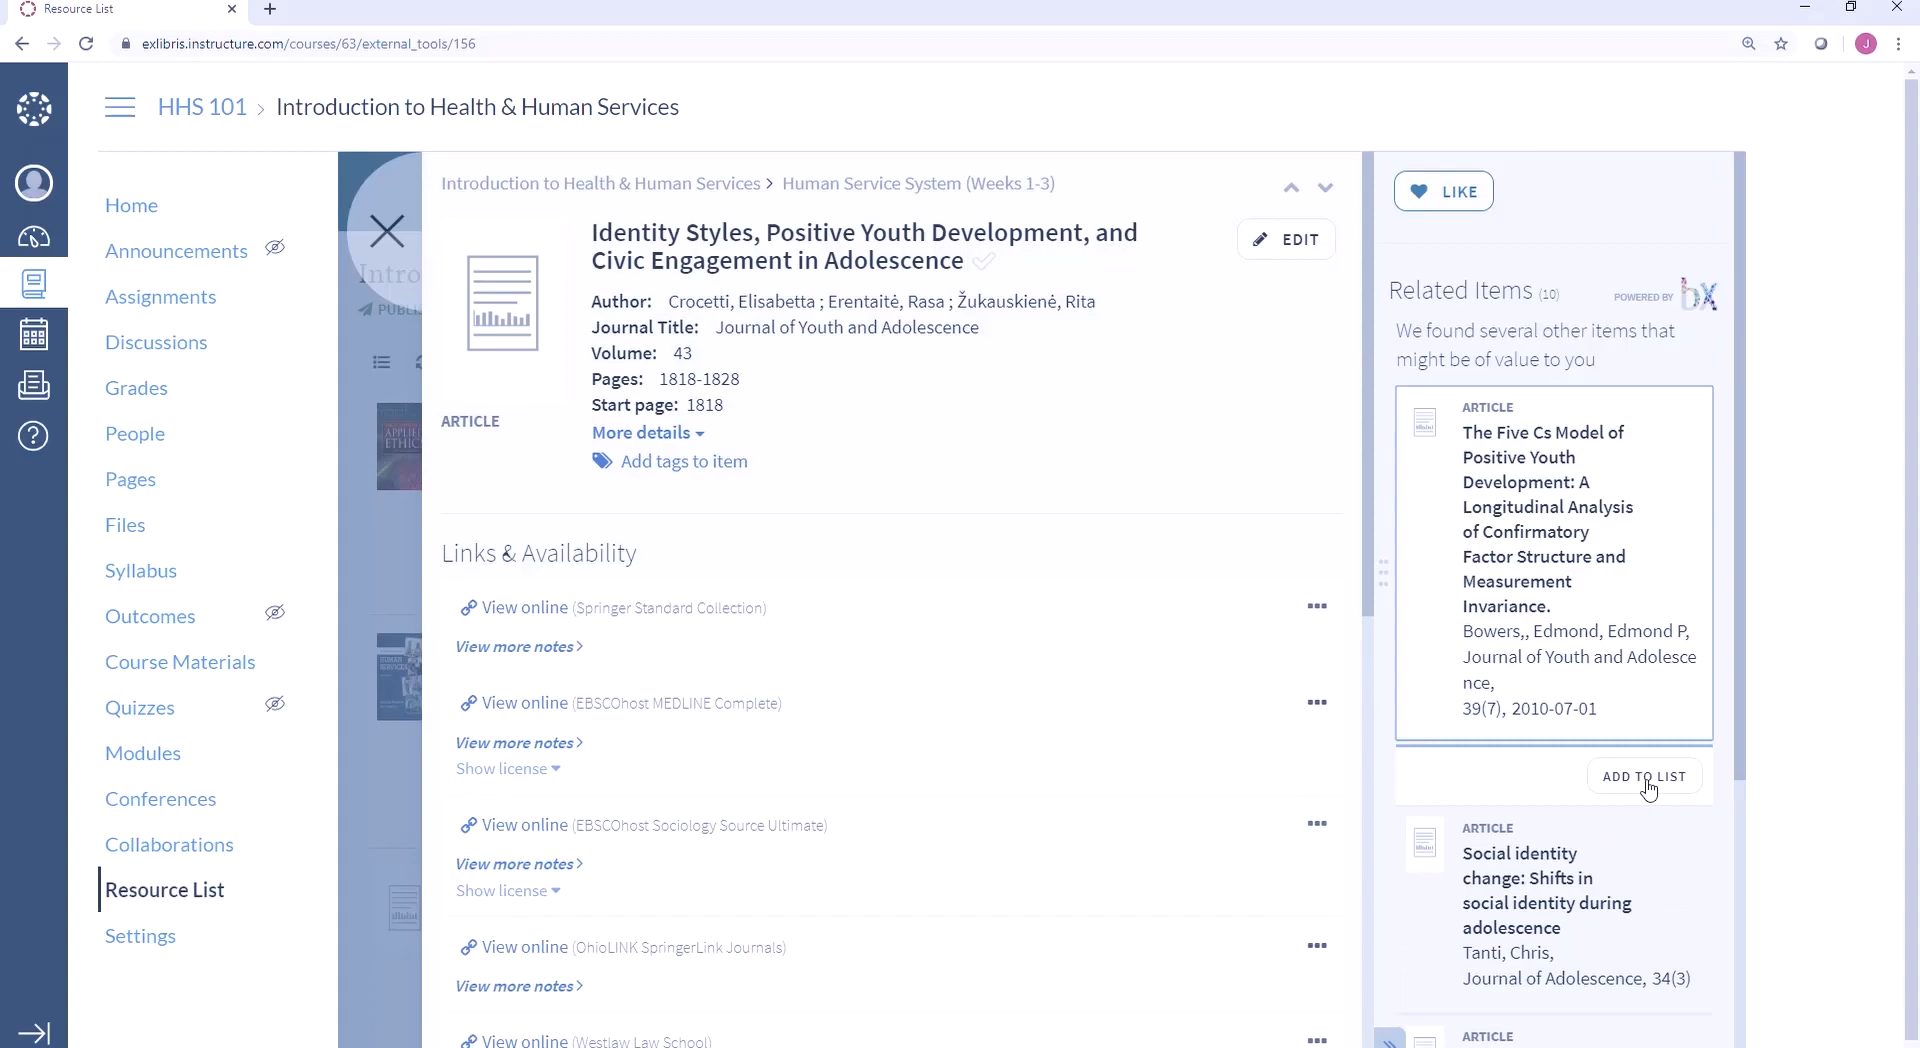 Resource List
exlibris.instructure.com/courses/63/external_tools/156
J
HHS 101 > Introduction to Health & Human Services
Home
Announcements
Assignments
Discussions
Grades
People
Pages
Files
Syllabus
Outcomes
Course Materials
Quizzes
Modules
Conferences
Collaborations
Resource List
Settings
Intro
PUBL
APPLIED
ETHICS
HUMAN
SERVICES
Introduction to Health & Human Services > Human Service System (Weeks 1-3)
Identity Styles, Positive Youth Development, and
Civic Engagement in Adolescence
EDIT
Author: Crocetti, Elisabetta ; Erentaitė, Rasa ; Žukauskienė, Rita
Journal Title: Journal of Youth and Adolescence
Volume: 43
Pages: 1818-1828
Start page: 1818
ARTICLE
More details
Add tags to item
Links & Availability
View online (Springer Standard Collection)
View more notes>
View online (EBSCOhost MEDLINE Complete)
View more notes>
Show license
View online (EBSCOhost Sociology Source Ultimate)
View more notes>
Show license
View online (OhioLINK SpringerLink Journals)
View more notes>
View online (Westlaw Law School)
LIKE
Related Items (10)
POWERED BY bX
We found several other items that
might be of value to you
ARTICLE
The Five Cs Model of
Positive Youth
Development: A
Longitudinal Analysis
of Confirmatory
Factor Structure and
Measurement
Invariance.
Bowers,, Edmond, Edmond P,
Journal of Youth and Adolesce
nce,
39(7), 2010-07-01
ADD TO LIST
ARTICLE
Social identity
change: Shifts in
social identity during
adolescence
Tanti, Chris,
Journal of Adolescence, 34(3)
ARTICLE